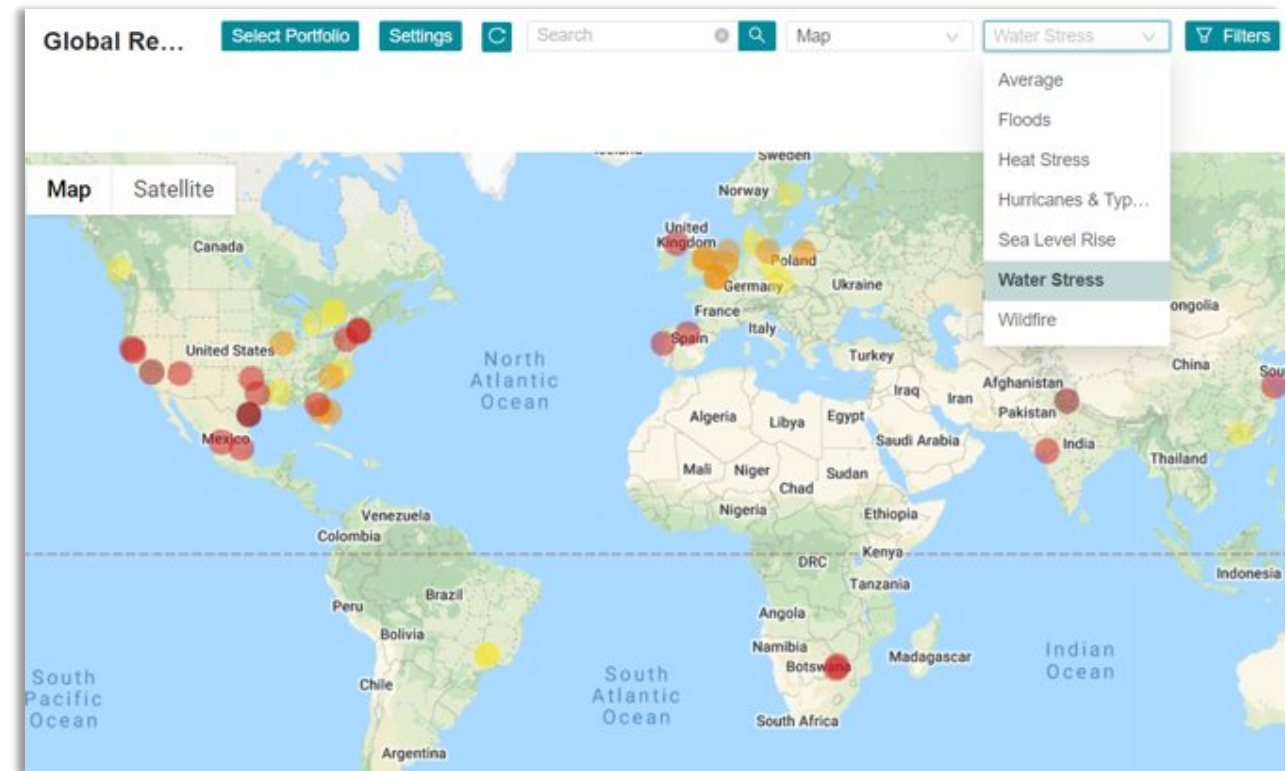 Global Re...
Select Portfolio
Settings
Search
Map
Water Stress
Filters
Average
Floods
Heat Stress
Hurricanes & Typ...
Sea Level Rise
Water Stress
Wildfire
Map
Satellite
Sweden
Norway
United
Kingdom
Canada
Poland
Germany
Ukraine
ongolia
France
Spain
Italy
United States
North
Atlantic
Ocean
Turkey
China
Sou
Iraq
Iran
Afghanistan
Pakistan
Algeria
Libya
Egypt
Saudi Arabia
India
Thailand
Mexico
Mali
Niger
Chad
Sudan
Nigeria
Ethiopia
Venezuela
Colombia
DRC
Kenya
Tanzania
Indonesia
Peru
Brazil
Bolivia
Angola
Namibia
Botswana
Madagascar
Indian
Ocean
South
Pacific
Ocean
Chile
South
Atlantic
Ocean
South Africa
Argentina